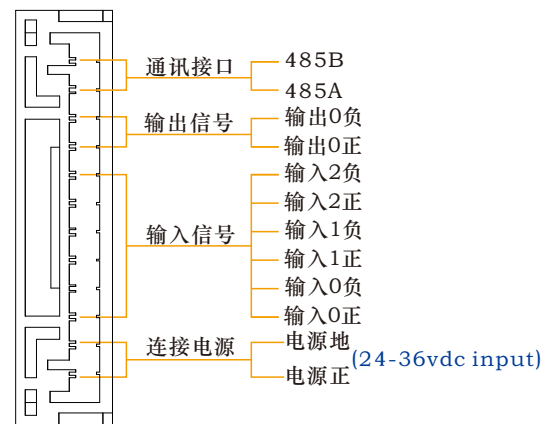 通讯接口
485B
485A
输出信号
输出0负
输出0正
输入信号
输入2负
输入2正
输入1负
输入1正
输入0负
输入0正
连接电源
电源地
电源正
(24-36vdc input)